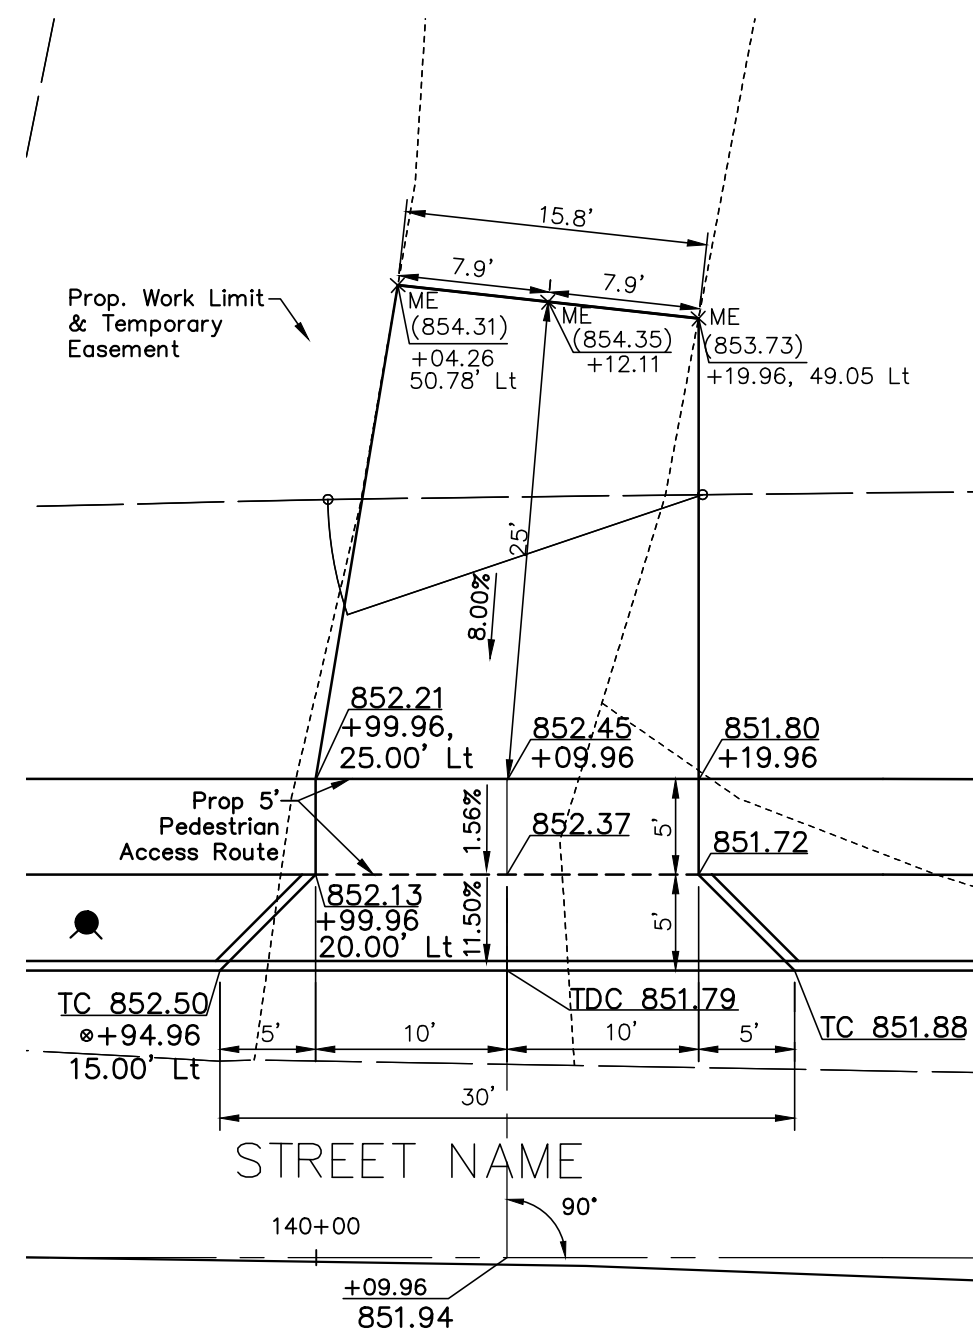 15.8'
7.9'
7.9'
Prop. Work Limit
& Temporary
Easement
ME
(854.31)
+04.26
50.78' Lt
ME
(854.35)
+12.11
ME
(853.73)
+19.96, 49.05 Lt
25'
8.00%
852.21
+99.96,
25.00' Lt
852.45
+09.96
851.80
+19.96
Prop 5'
Pedestrian
Access Route
1.56%
852.37
5'
851.72
852.13
+99.96
20.00' Lt
11.50%
5'
TC 852.50
⊗+94.96
15.00' Lt
TDC 851.79
TC 851.88
5'
10'
10'
5'
30'
STREET NAME
90°
140+00
+09.96
851.94